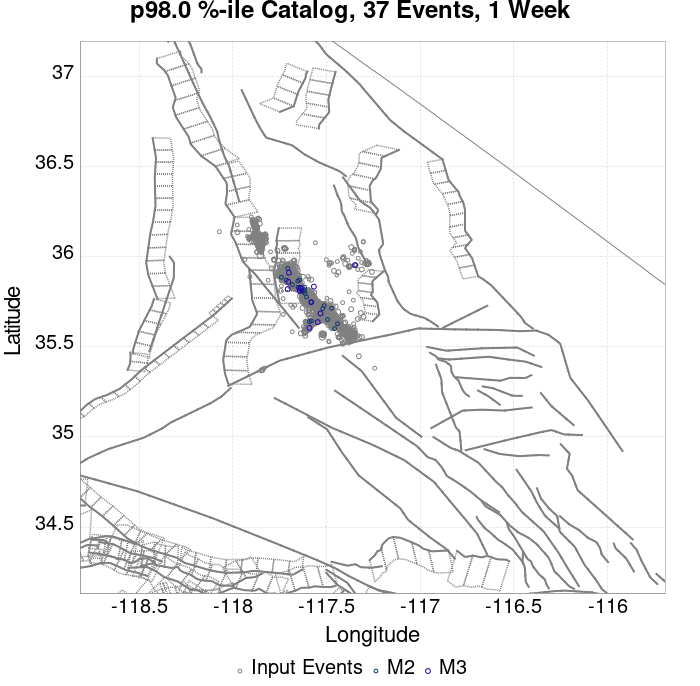 p98.0 %-ile Catalog, 37 Events, 1 Week
37
36.5
36
35.5
35
34.5
Latitude
-118.5 -118 -117.5 -117 -116.5 -116
Longitude
Input Events M2 M3